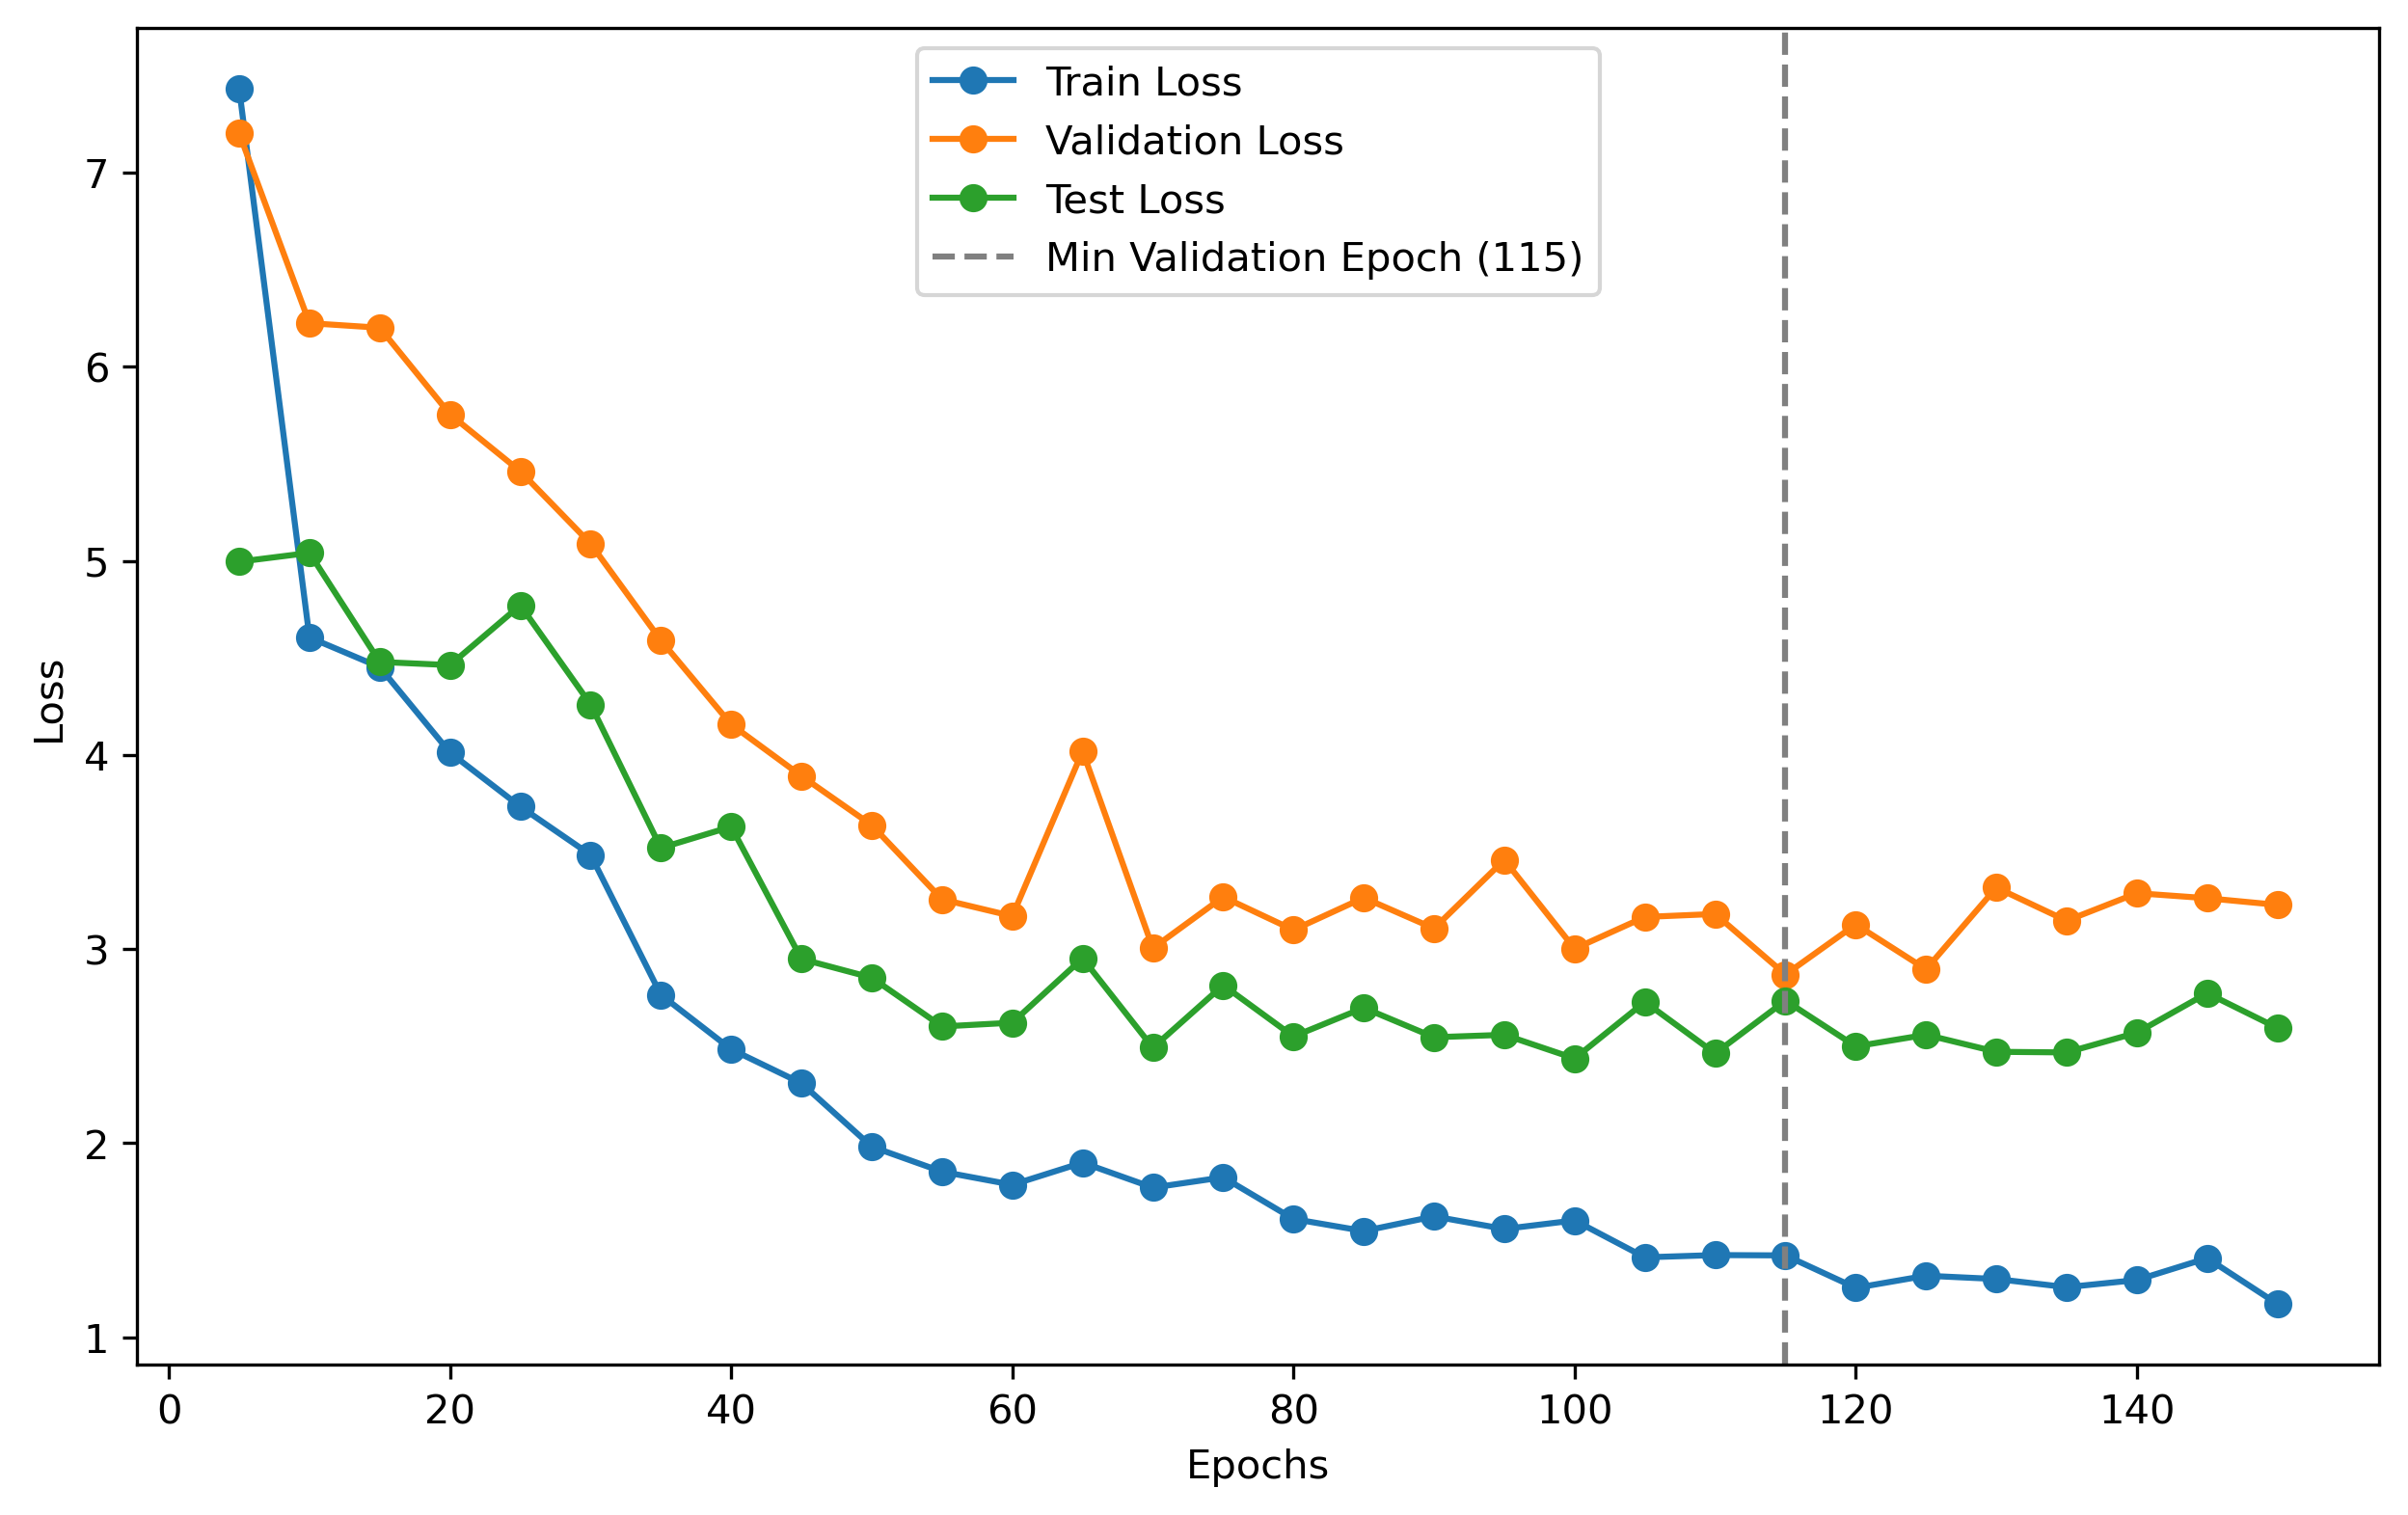 Train Loss
Validation Loss
Test Loss
Min Validation Epoch (115)
7
6
5
4
3
2
1
Loss
0 20 40 60 80 100 120 140
Epochs